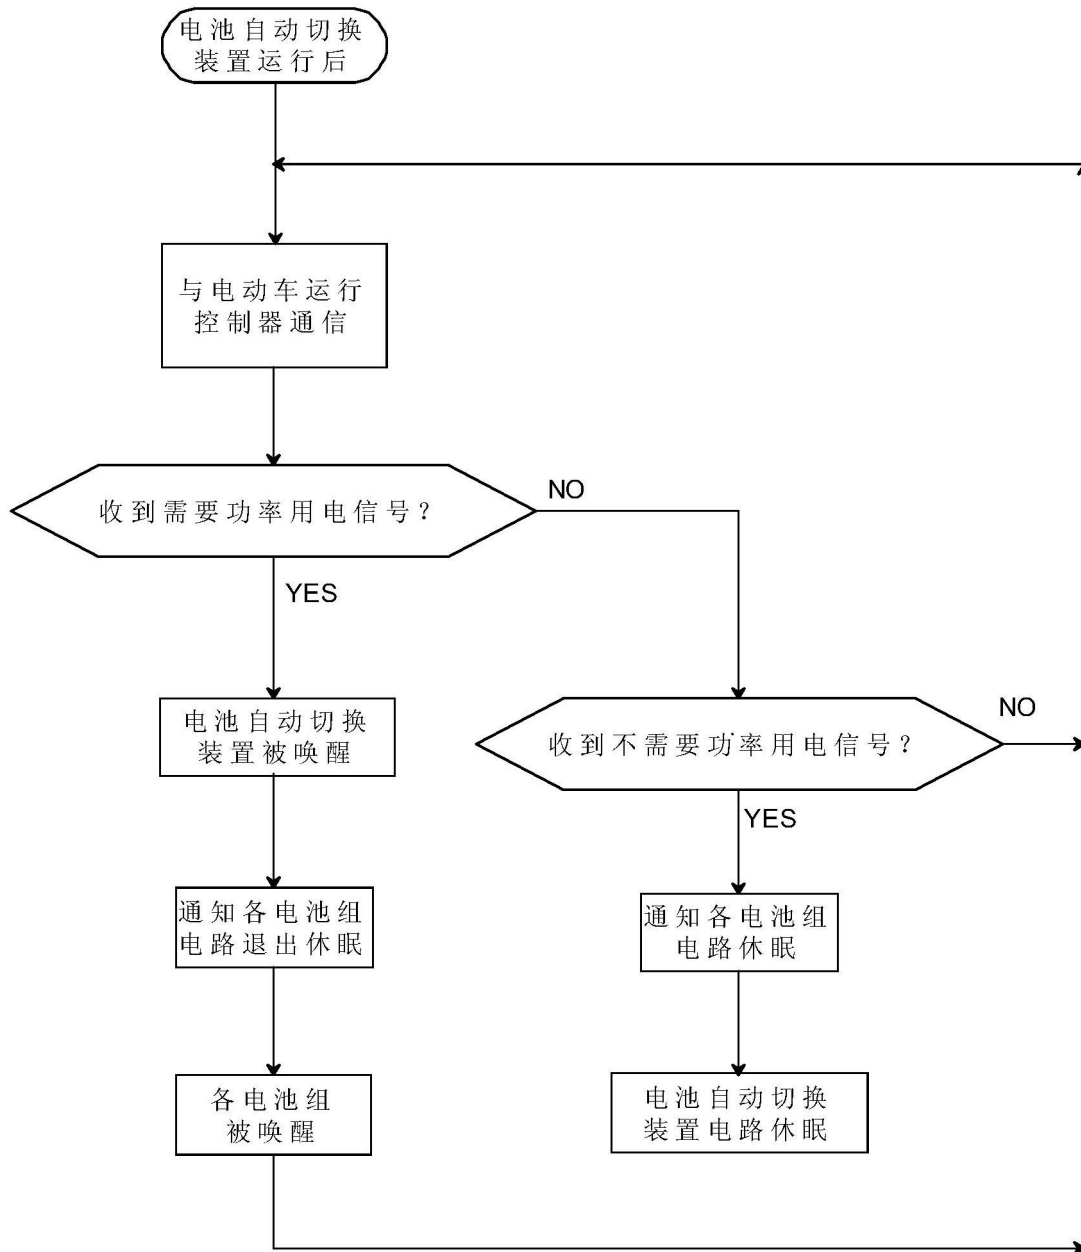 电池自动切换
装置运行后
与电动车运行
控制器通信
收到需要功率用电信号?
NO
YES
电池自动切换
装置被唤醒
收到不需要功率用电信号?
NO
YES
通知各电池组
电路退出休眠
通知各电池组
电路休眠
各电池组
被唤醒
电池自动切换
装置电路休眠